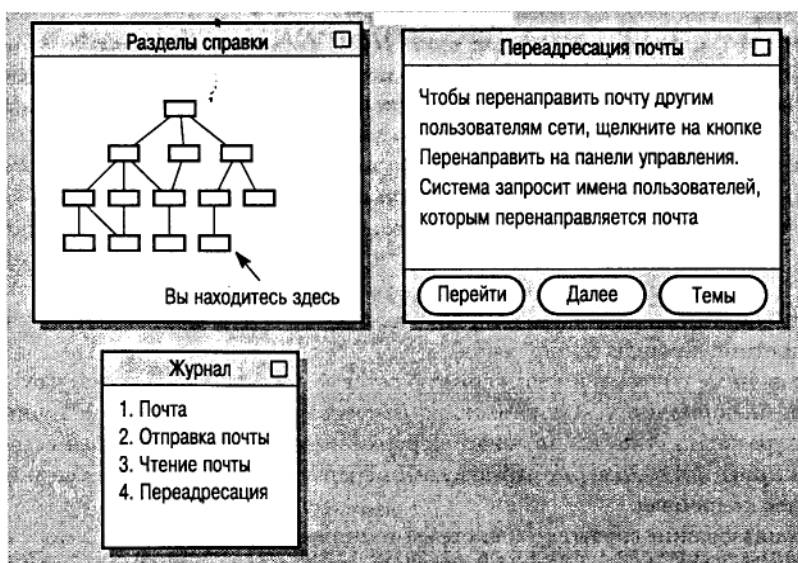 Разделы справки
Вы находитесь здесь
Переадресация почты
Чтобы перенаправить почту другим
пользователям сети, щелкните на кнопке
Перенаправить на панели управления.
Система запросит имена пользователей,
которым перенаправляется почта
Перейти
Далее
Темы
Журнал
1. Почта
2. Отправка почты
3. Чтение почты
4. Переадресация